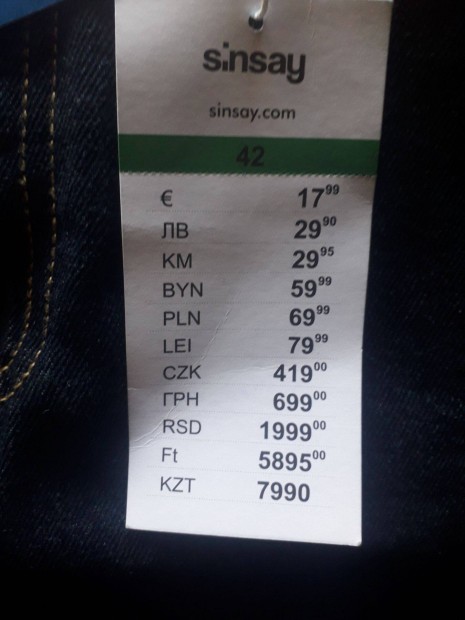 sinsay
sinsay.com
42
€ 17⁹⁹
ЛВ 29⁹⁰
KM 29⁹⁵
BYN 59⁹⁹
PLN 69⁹⁹
LEI 79⁹⁹
CZK 419⁰⁰
ГРН 699⁰⁰
RSD 1999⁰⁰
Ft 5895⁰⁰
KZT 7990